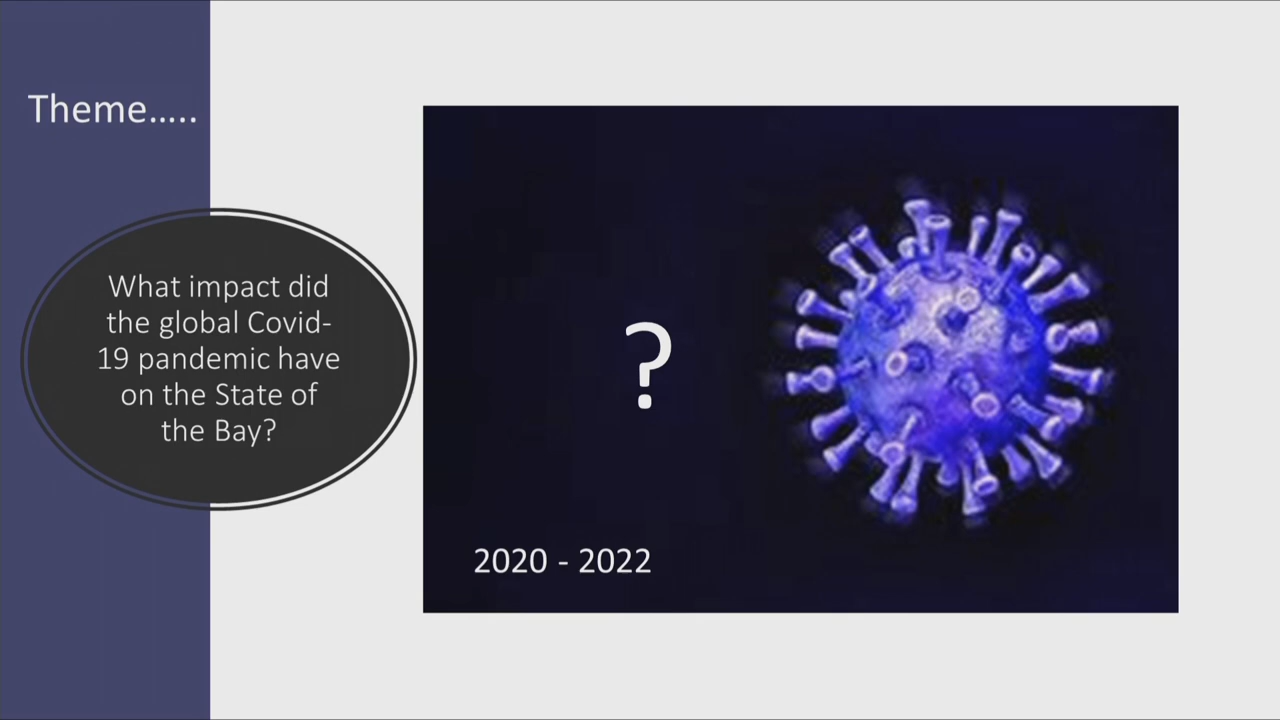 Theme.....
What impact did
the global Covid-
19 pandemic have
on the State of
the Bay?
?
2020 - 2022